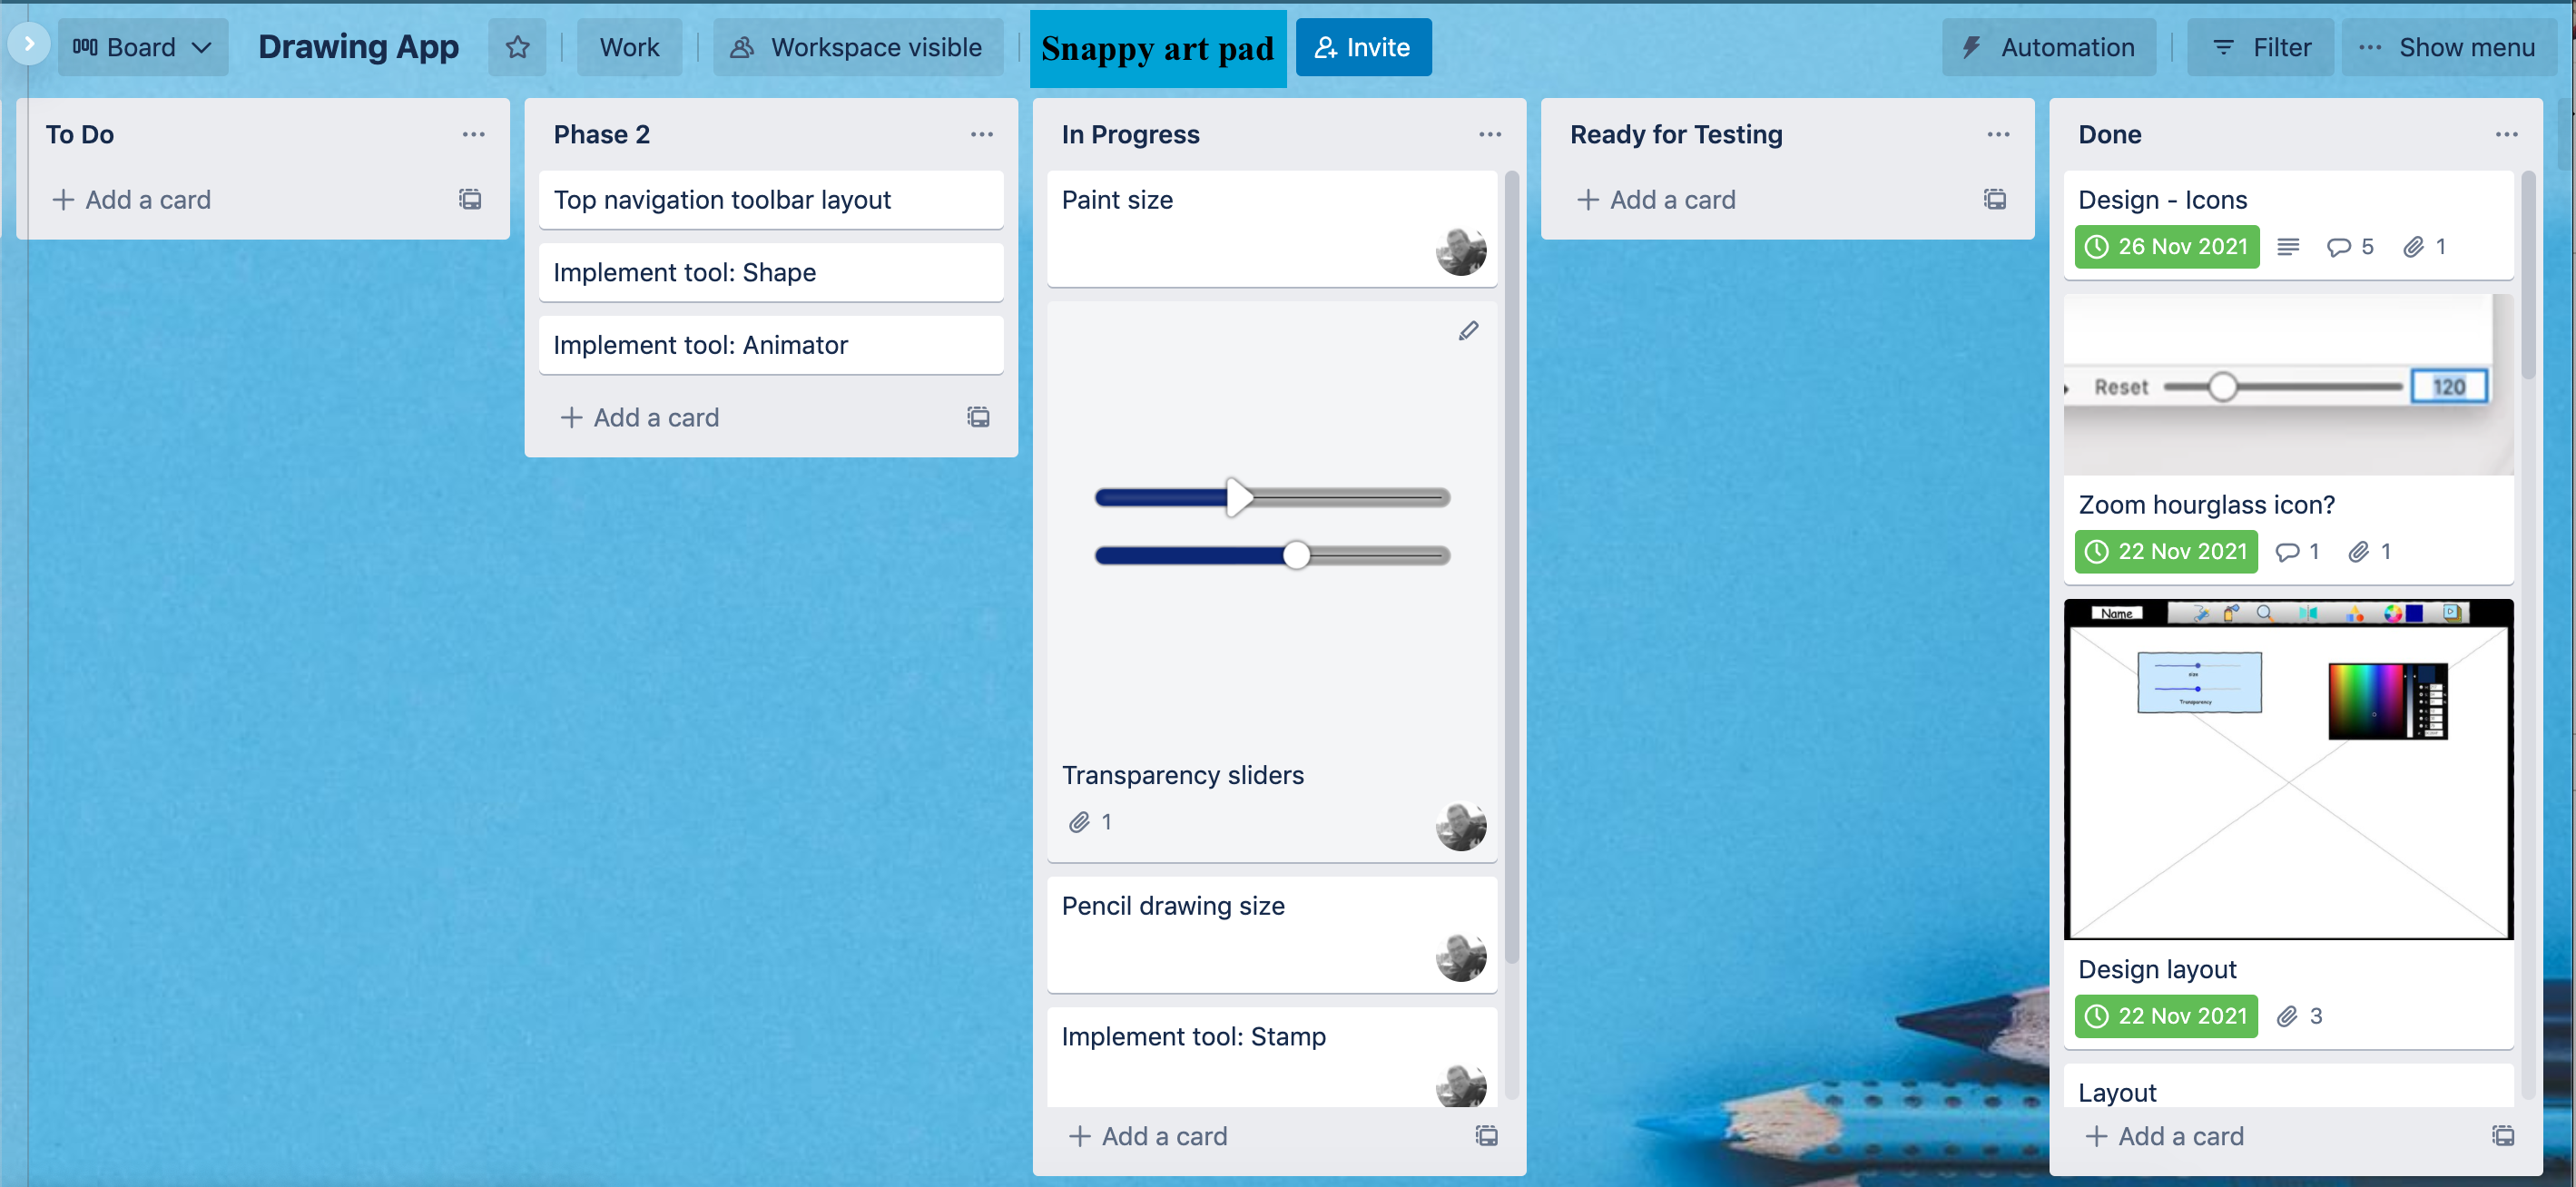 Board
Drawing App
Work
Workspace visible
Snappy art pad
Invite
Automation
Filter
Show menu
To Do
Add a card
Phase 2
Top navigation toolbar layout
Implement tool: Shape
Implement tool: Animator
Add a card
In Progress
Paint size
Transparency sliders
1
Pencil drawing size
Implement tool: Stamp
Add a card
Ready for Testing
Add a card
Done
Design - Icons
26 Nov 2021 5 1
Reset 120
Zoom hourglass icon?
22 Nov 2021 1 1
Name
size
Transparency
Design layout
22 Nov 2021 3
Layout
Add a card